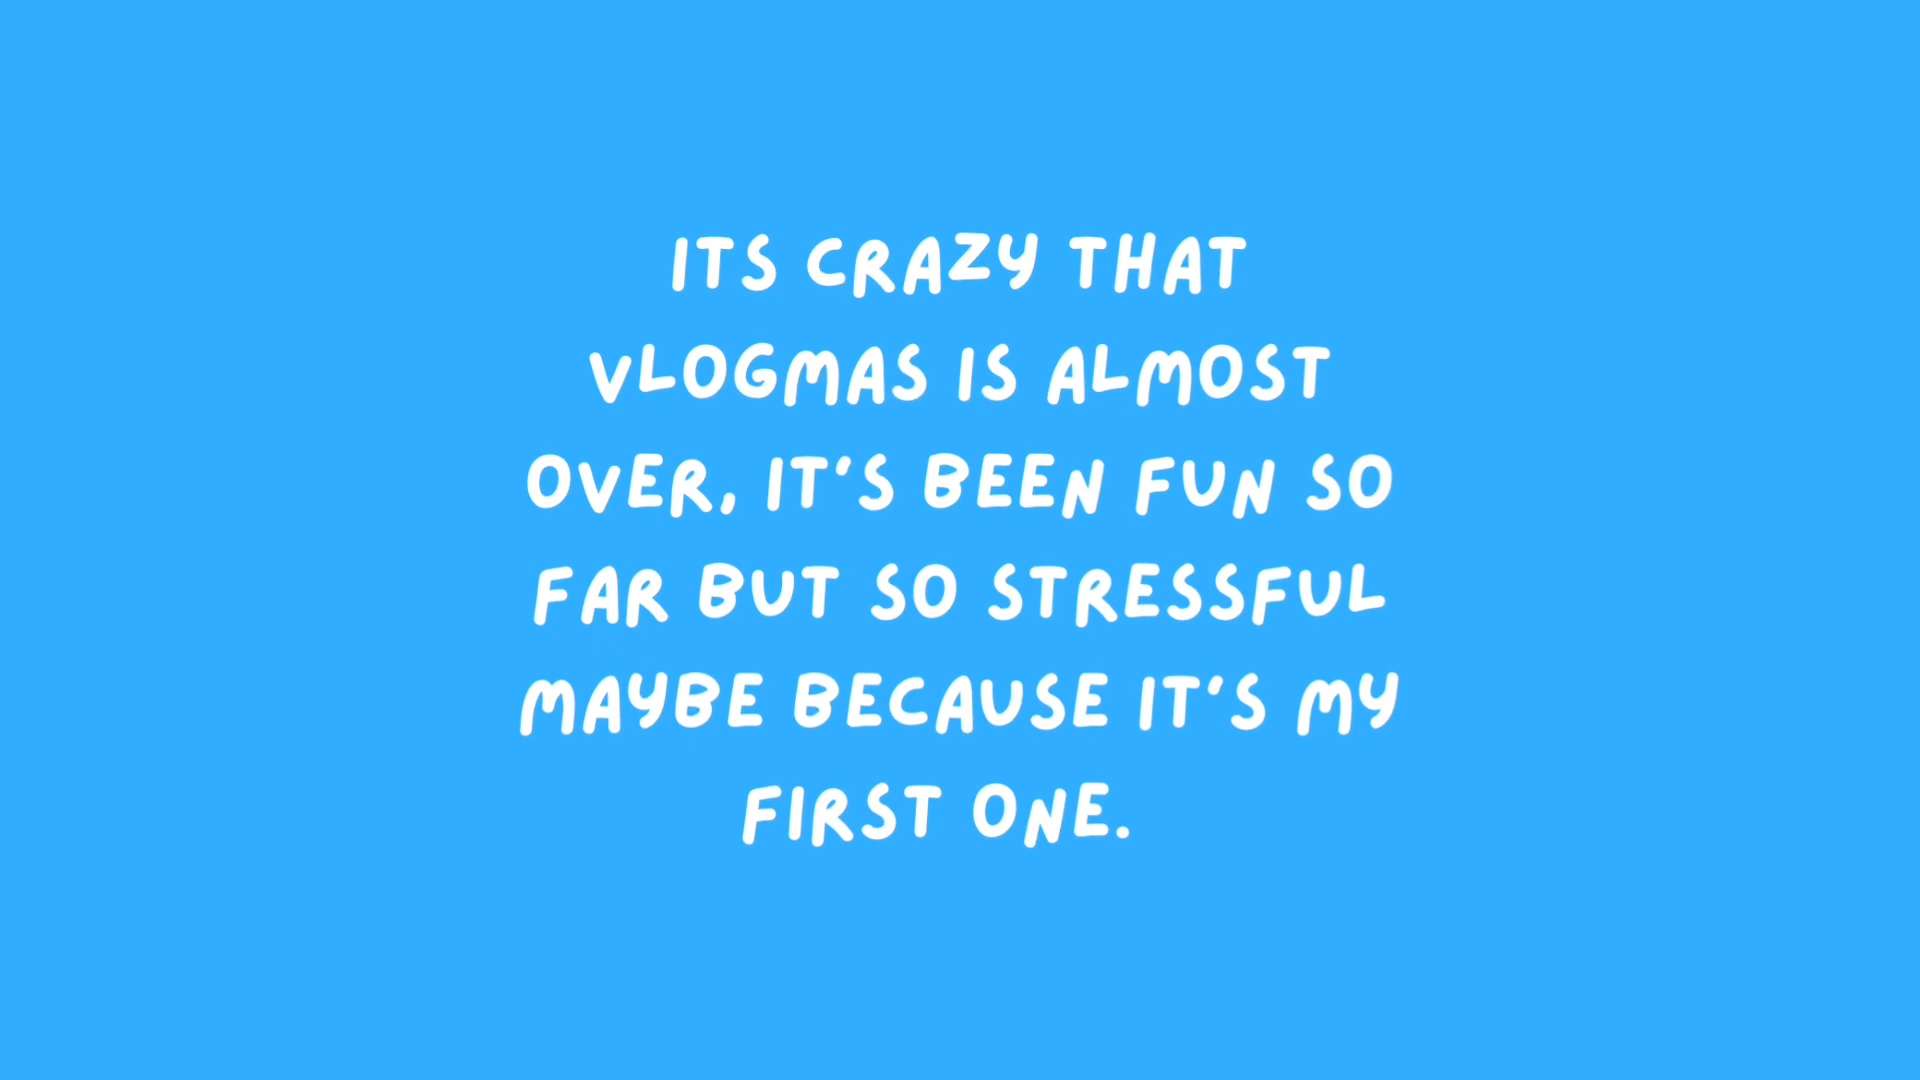 ITS CRAZY THAT
VLOGMAS IS ALMOST
OVER, IT'S BEEN FUN SO
FAR BUT SO STRESSFUL
MAYBE BECAUSE IT'S MY
FIRST ONE.